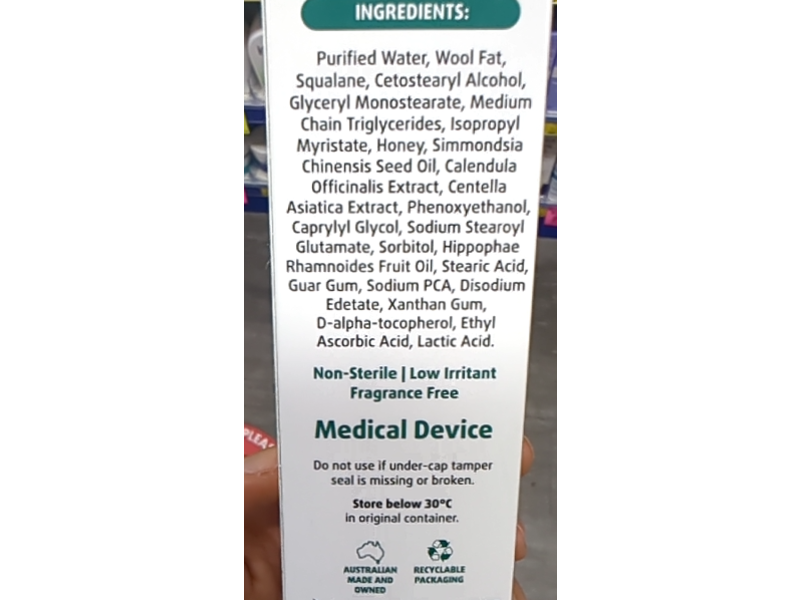 INGREDIENTS:
Purified Water, Wool Fat,
Squalane, Cetostearyl Alcohol,
Glyceryl Monostearate, Medium
Chain Triglycerides, Isopropyl
Myristate, Honey, Simmondsia
Chinensis Seed Oil, Calendula
Officinalis Extract, Centella
Asiatica Extract, Phenoxyethanol,
Caprylyl Glycol, Sodium Stearoyl
Glutamate, Sorbitol, Hippophae
Rhamnoides Fruit Oil, Stearic Acid,
Guar Gum, Sodium PCA, Disodium
Edetate, Xanthan Gum,
D-alpha-tocopherol, Ethyl
Ascorbic Acid, Lactic Acid.
Non-Sterile | Low Irritant
Fragrance Free
Medical Device
Do not use if under-cap tamper
seal is missing or broken.
Store below 30°C
in original container.
AUSTRALIAN
MADE AND
OWNED
RECYCLABLE
PACKAGING